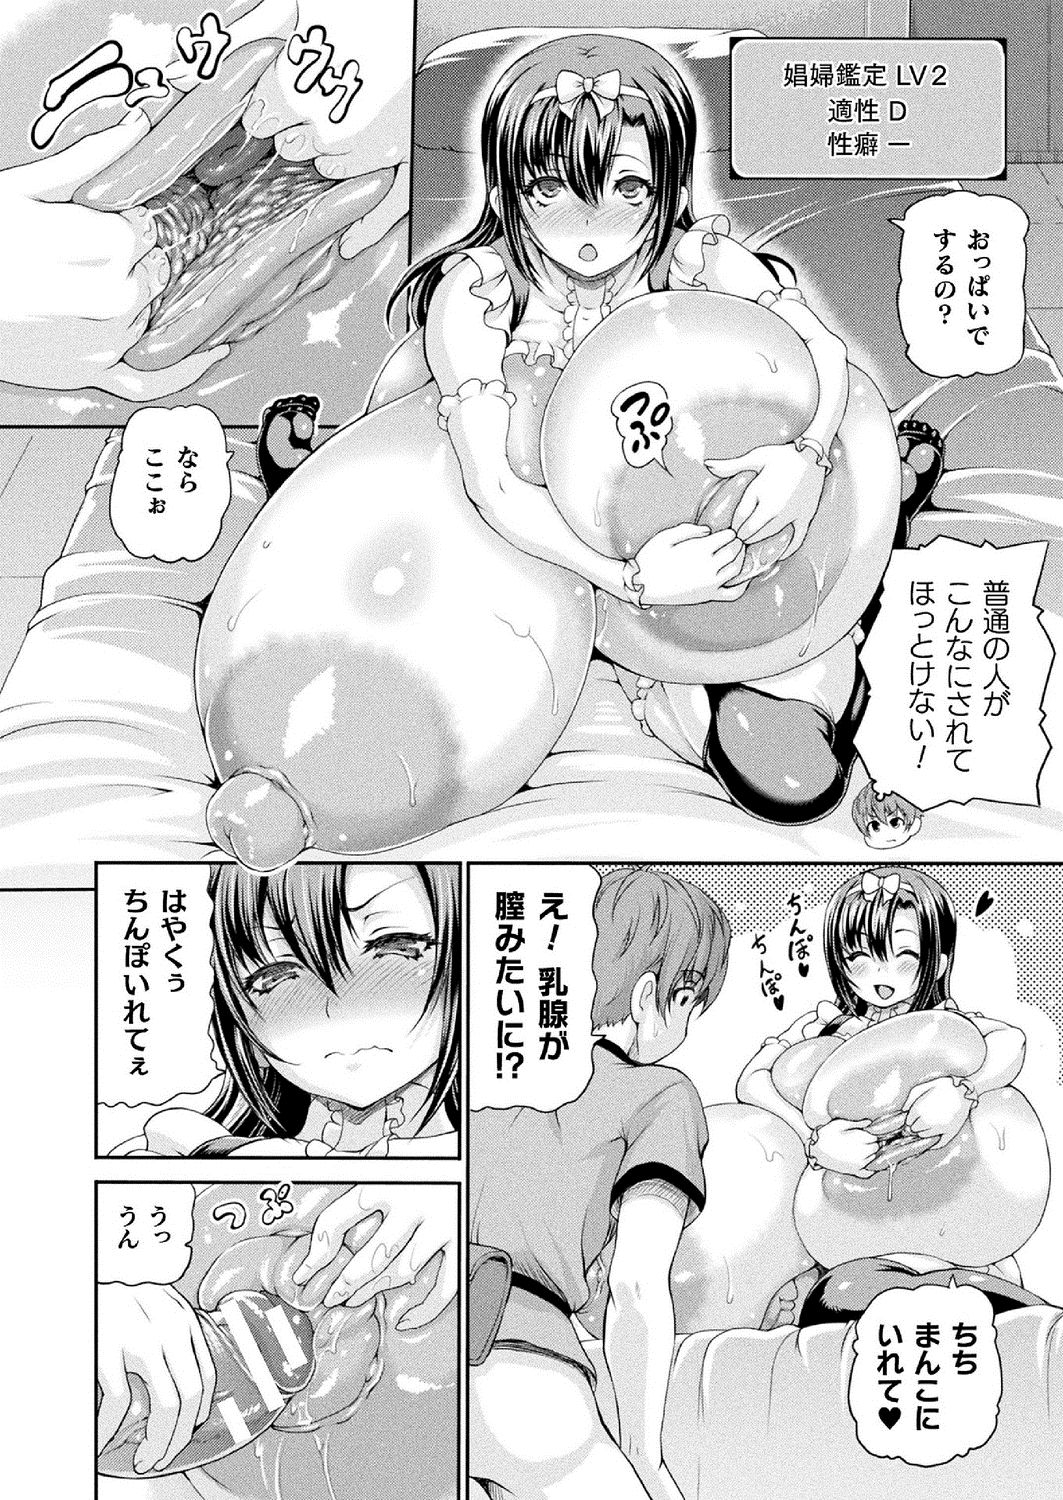 娼婦鑑定 LV2
適性 D
性癖 ー
おっぱいで
するの？
つぷ
普通の人が
こんなにされて
ほっとけない！
ニュウウゥ
なら
ここぉ
ちんぽ♥
ちんぽ♥
え！乳腺が
膣みたいに!?
ちち
まんこに
いれて♥
はやくぅ
ちんぽいれてぇ
つぷ
うっ
うん